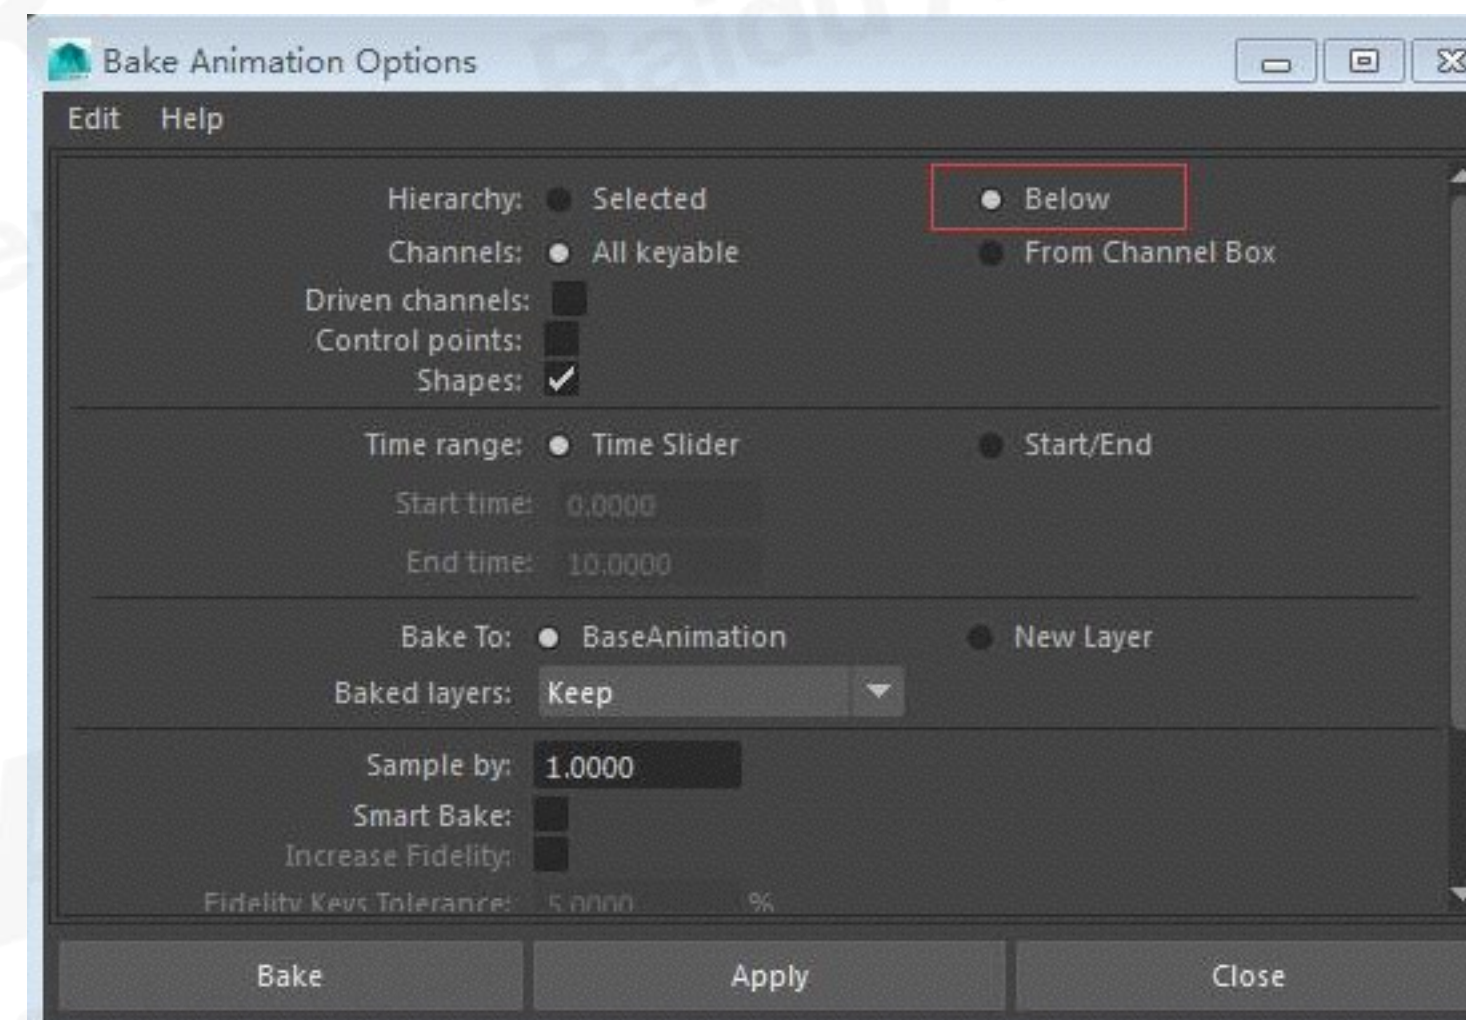 Bake Animation Options
Edit Help
Hierarchy: Selected Below
Channels: All keyable From Channel Box
Driven channels:
Control points:
Shapes:
Time range: Time Slider Start/End
Start time: 0.0000
End time: 10.0000
Bake To: BaseAnimation New Layer
Baked layers: Keep
Sample by: 1.0000
Smart Bake:
Increase Fidelity:
Fidelity Keys Tolerance: 5.0000 %
Bake Apply Close